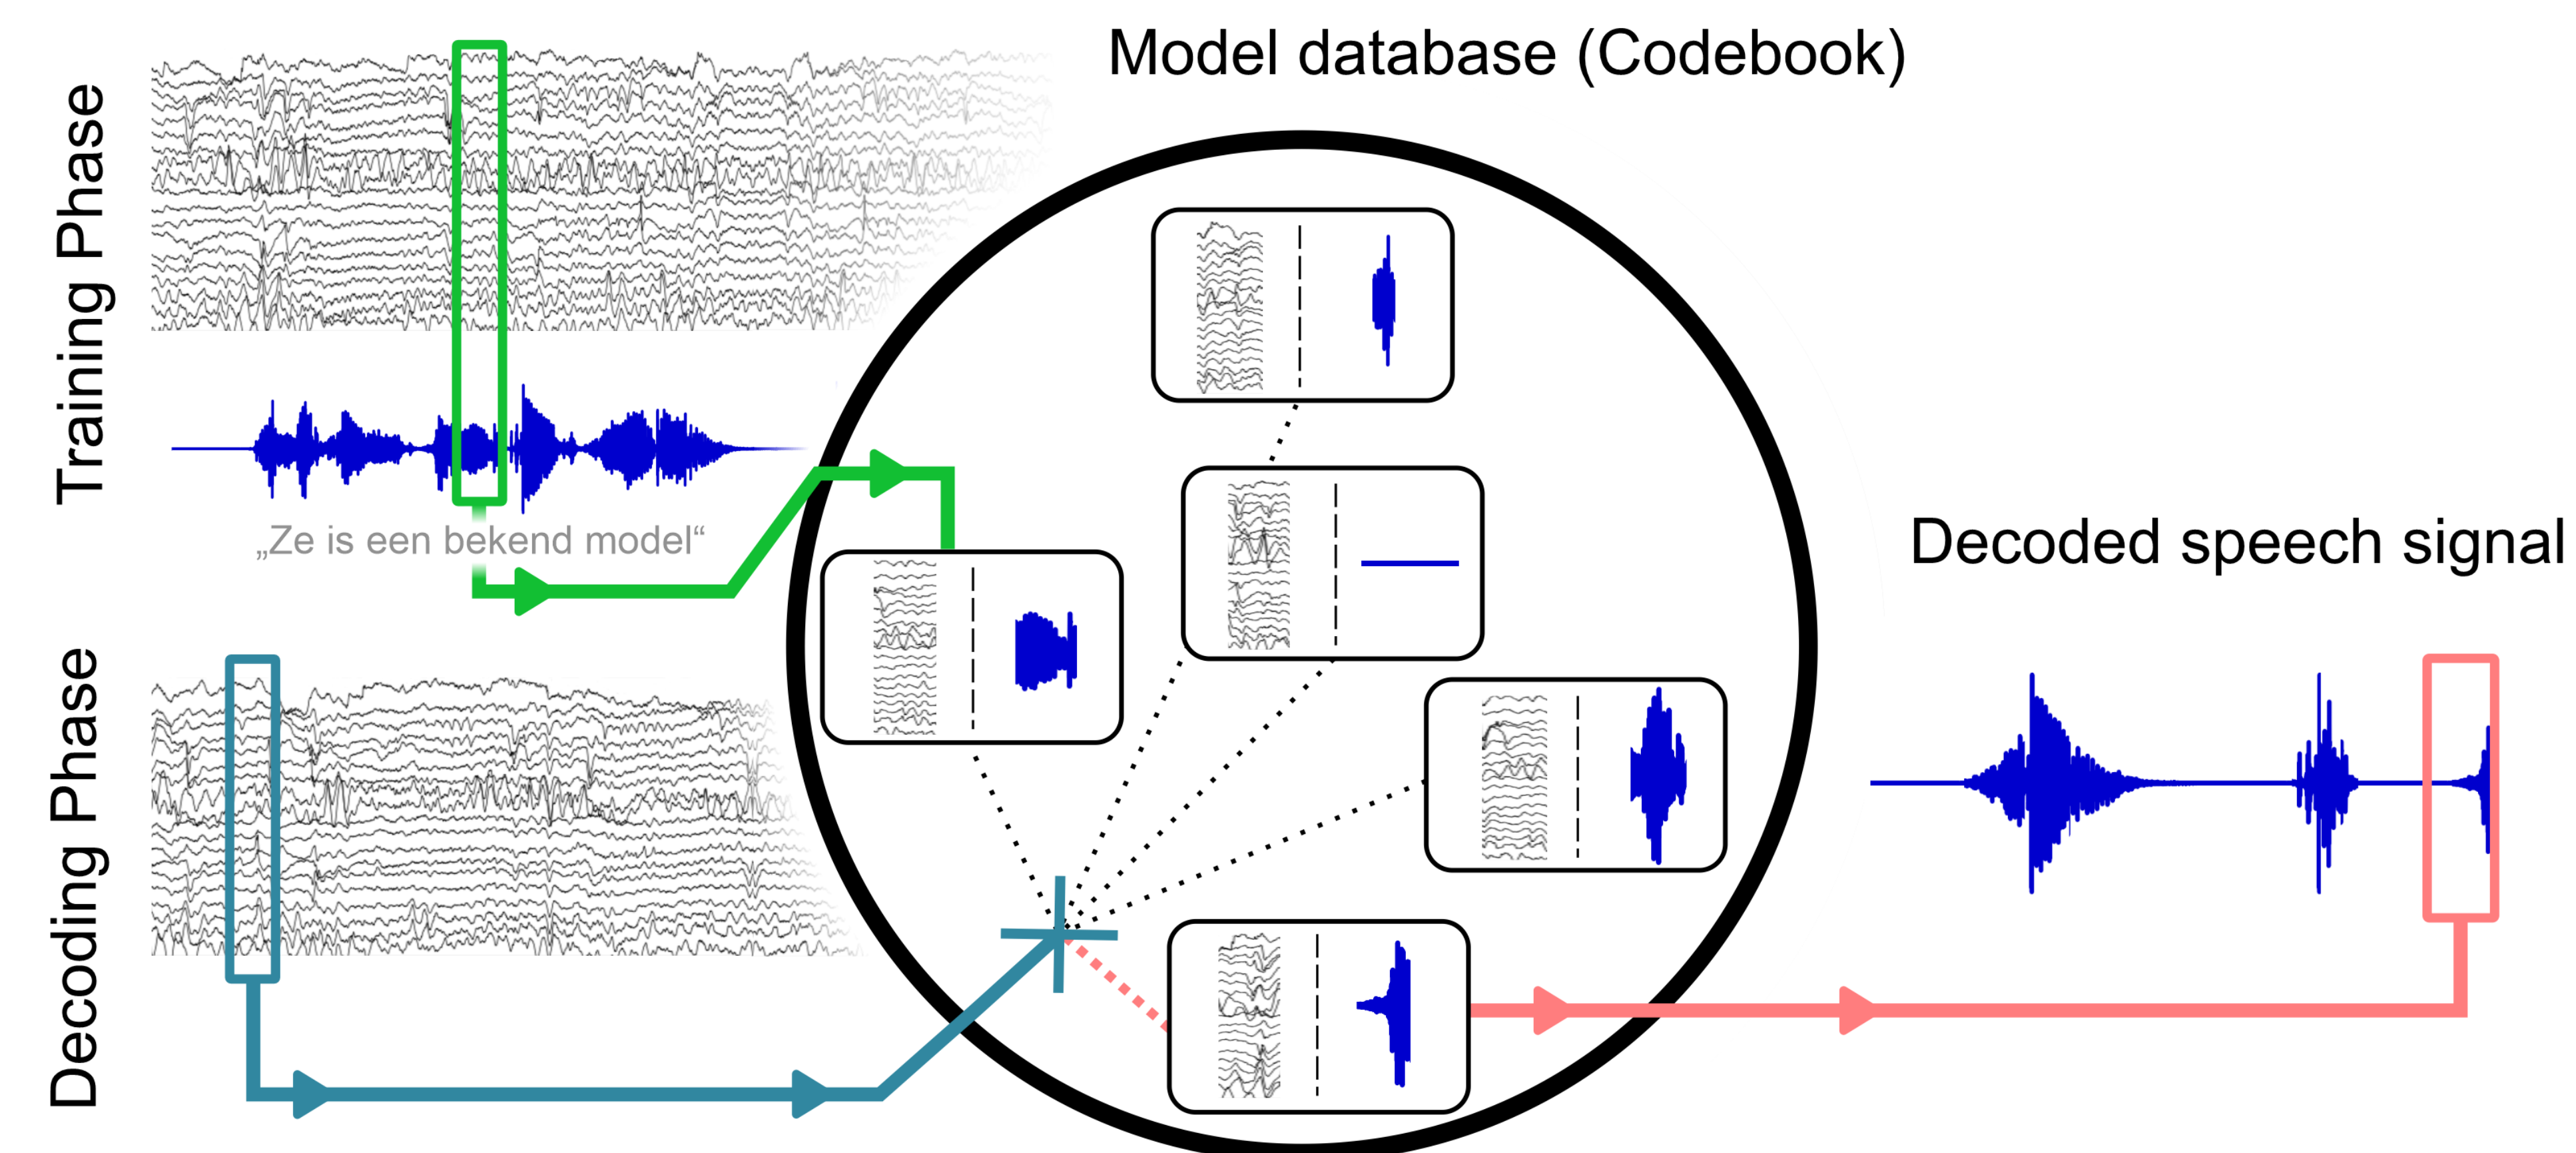 Model database (Codebook)
Training Phase
„Ze is een bekend model“
Decoded speech signal
Decoding Phase